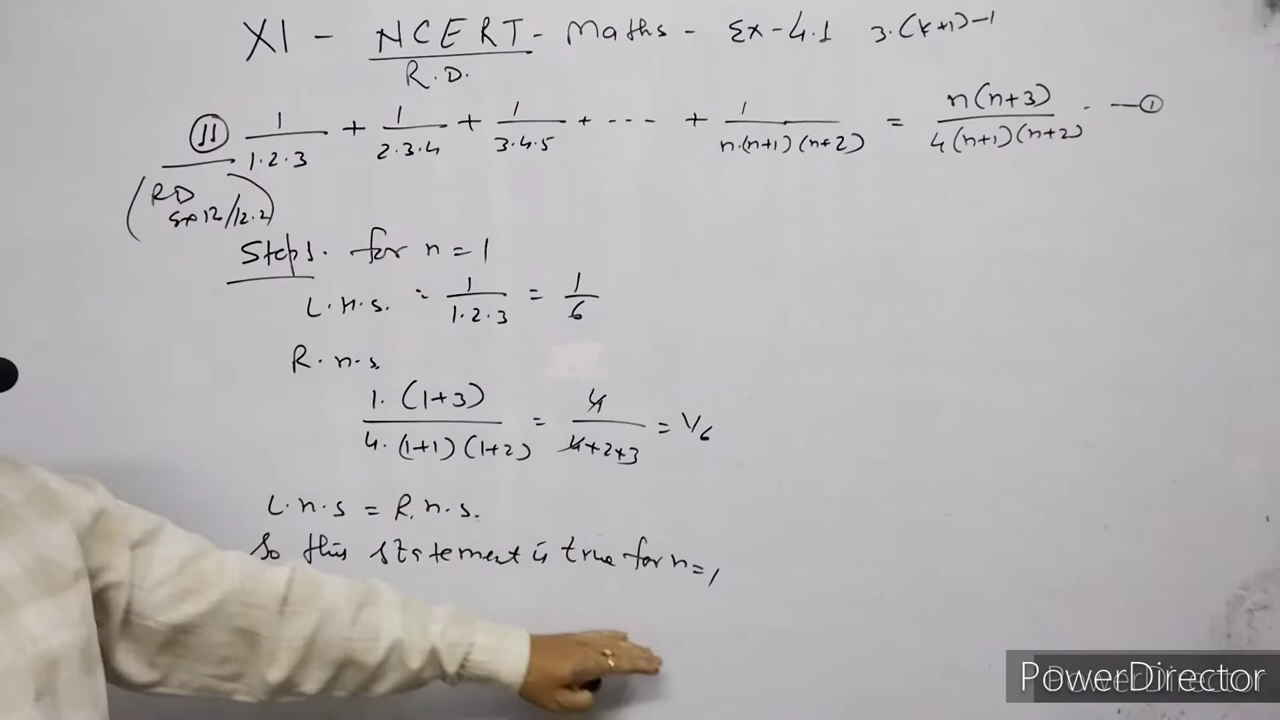 XI - NCERT - Maths - Ex-4.1 3.(k+1)-1
R.D.
⑪ 1/1.2.3 + 1/2.3.4 + 1/3.4.5 + ---- + 1/n.(n+1)(n+2) = n(n+3)/4(n+1)(n+2) . —①
(RD
Ex 12/12.2)
Step1. for n = 1
L.H.S. = 1/1.2.3 = 1/6
R.H.S
1.(1+3)/4.(1+1)(1+2) = 4/4×2×3 = 1/6
L.H.S = R.H.S.
So this statement is true for n=1
PowerDirector